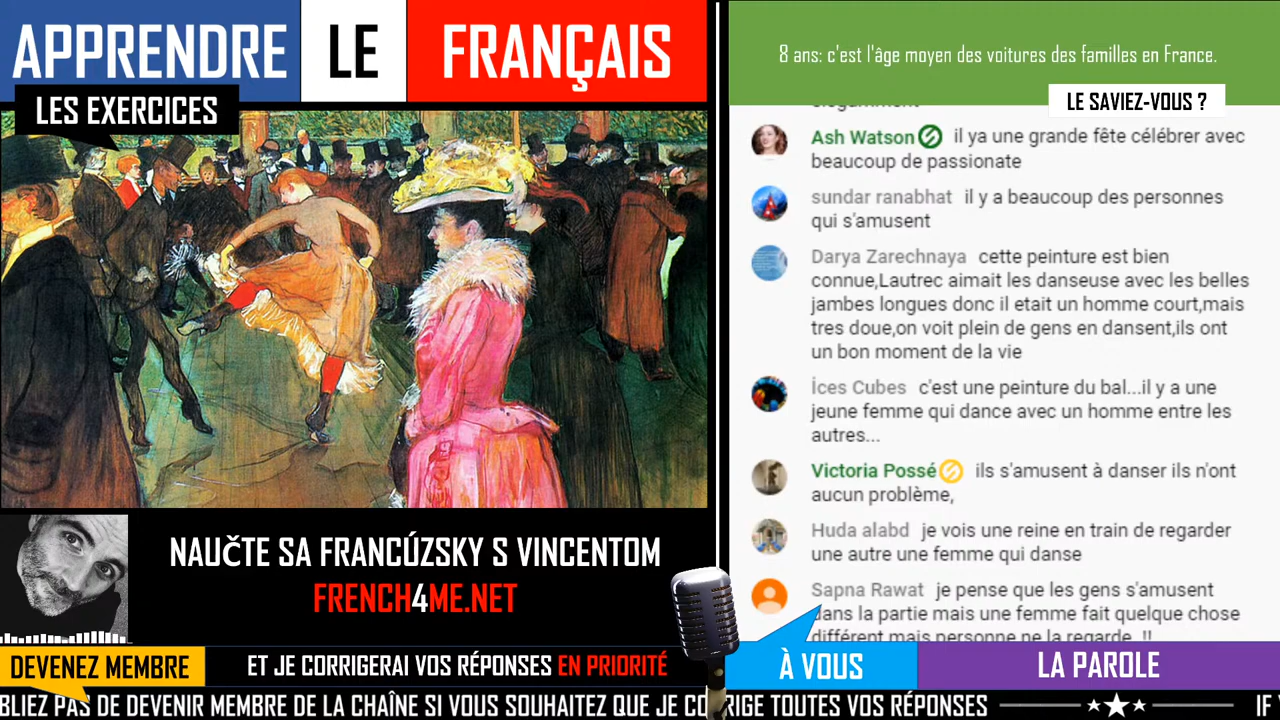 APPRENDRE LE FRANÇAIS
LES EXERCICES
8 ans: c'est l'âge moyen des voitures des familles en France.
LE SAVIEZ-VOUS ?
Ash Watson il ya une grande fête célébrer avec
beaucoup de passionate
sundar ranabhat il y a beaucoup des personnes
qui s'amusent
Darya Zarechnaya cette peinture est bien
connue,Lautrec aimait les danseuse avec les belles
jambes longues donc il etait un homme court,mais
tres doue,on voit plein de gens en dansent,ils ont
un bon moment de la vie
İces Cubes c'est une peinture du bal...il y a une
jeune femme qui dance avec un homme entre les
autres...
Victoria Possé ils s'amusent à danser ils n'ont
aucun problème,
Huda alabd je vois une reine en train de regarder
une autre une femme qui danse
Sapna Rawat je pense que les gens s'amusent
dans la partie mais une femme fait quelque chose
différent mais personne ne la regarde !!
NAUČTE SA FRANCÚZSKY S VINCENTOM
FRENCH4ME.NET
DEVENEZ MEMBRE
ET JE CORRIGERAI VOS RÉPONSES EN PRIORITÉ
À VOUS
LA PAROLE
BLIEZ PAS DE DEVENIR MEMBRE DE LA CHAÎNE SI VOUS SOUHAITEZ QUE JE CORRIGE TOUTES VOS RÉPONSES
IF